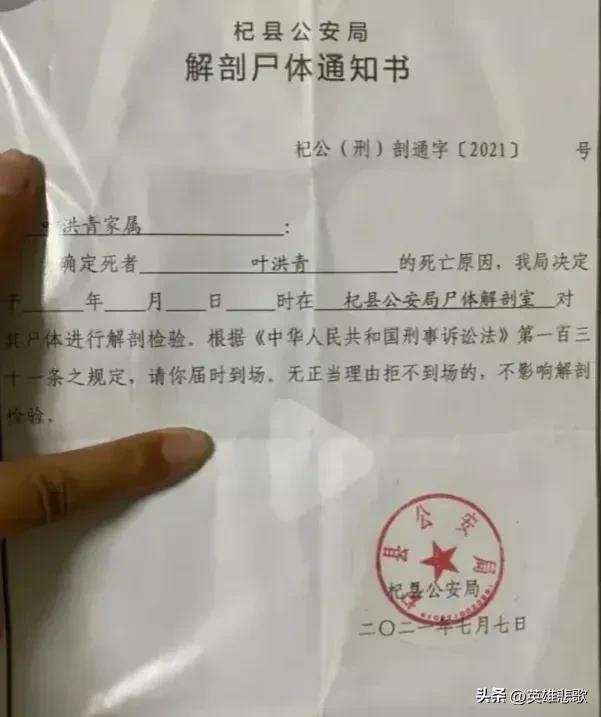 杞县公安局
解剖尸体通知书
杞公（刑）剖通字〔2021〕 号
洪青家属：
确定死者 叶洪青 的死亡原因，我局决定
于 年 月 日 时在 杞县公安局尸体解剖室 对
其尸体进行解剖检验。根据《中华人民共和国刑事诉讼法》第一百三
十一条之规定，请你届时到场。无正当理由拒不到场的，不影响解剖
检验。
杞县公安局
杞县公安局
二〇二一年七月七日
头条 @英雄悲歌